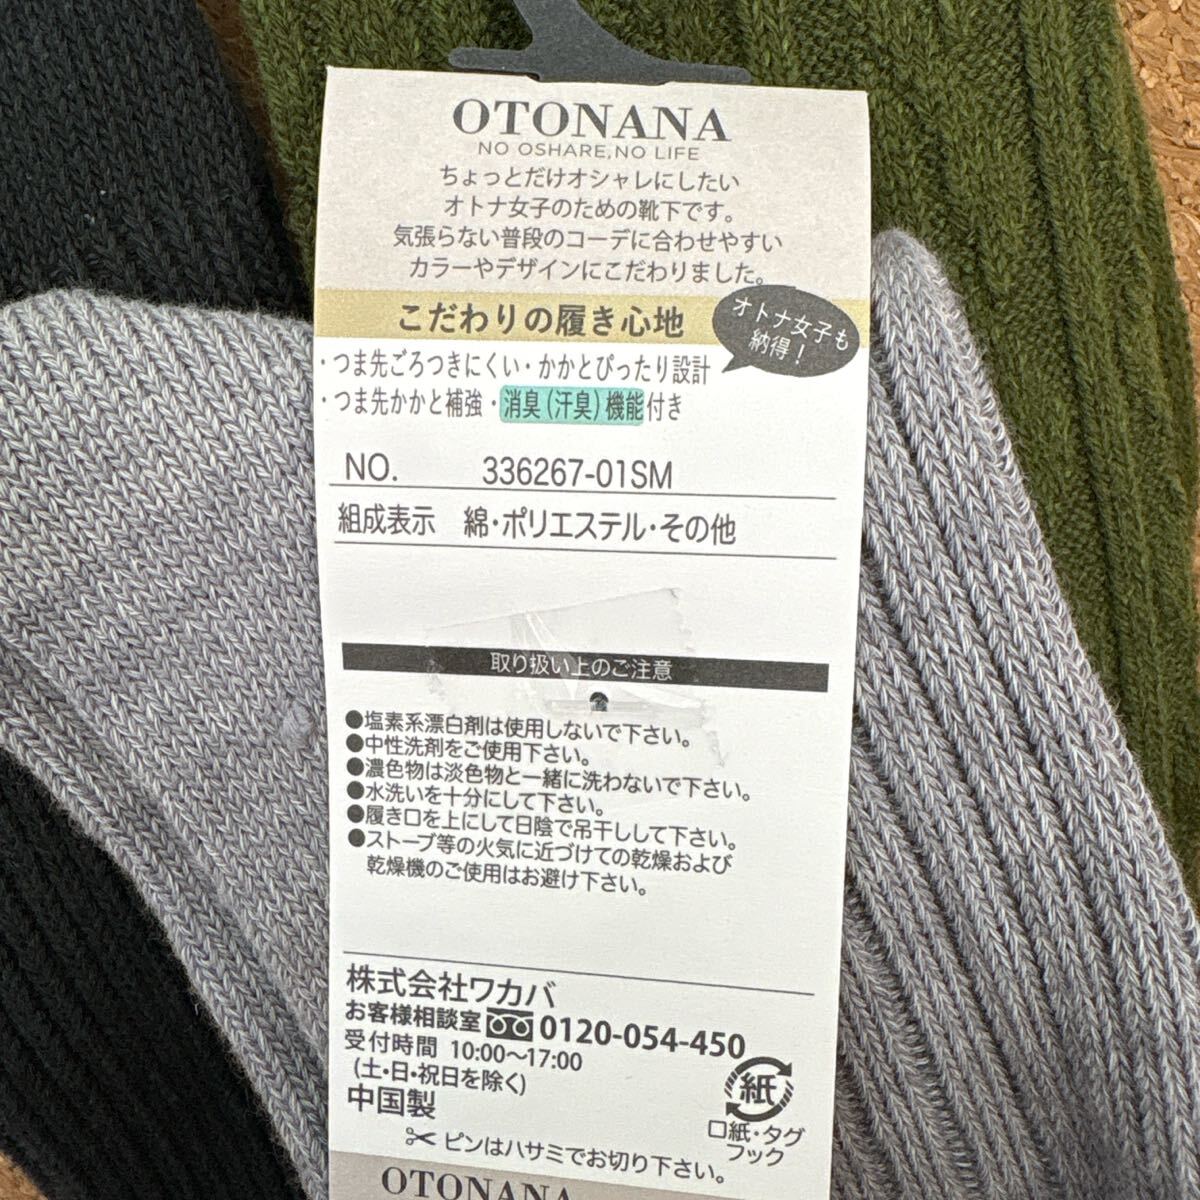 OTONANA
NO OSHARE, NO LIFE
ちょっとだけオシャレにしたい
オトナ女子のための靴下です。
気張らない普段のコーデに合わせやすい
カラーやデザインにこだわりました。
こだわりの履き心地
オトナ女子も
納得！
・つま先ごろつきにくい・かかとぴったり設計
・つま先かかと補強・消臭(汗臭)機能付き
NO. 336267-01SM
組成表示 綿・ポリエステル・その他
取り扱い上のご注意
●塩素系漂白剤は使用しないで下さい。
●中性洗剤をご使用下さい。
●濃色物は淡色物と一緒に洗わないで下さい。
●水洗いを十分にして下さい。
●履き口を上にして日陰で吊干しして下さい。
●ストーブ等の火気に近づけての乾燥および
乾燥機のご使用はお避け下さい。
株式会社ワカバ
お客様相談室 0120-054-450
受付時間 10:00〜17:00
(土・日・祝日を除く)
中国製
紙
口紙・タグ
フック
ピンはハサミでお切り下さい。
OTONANA